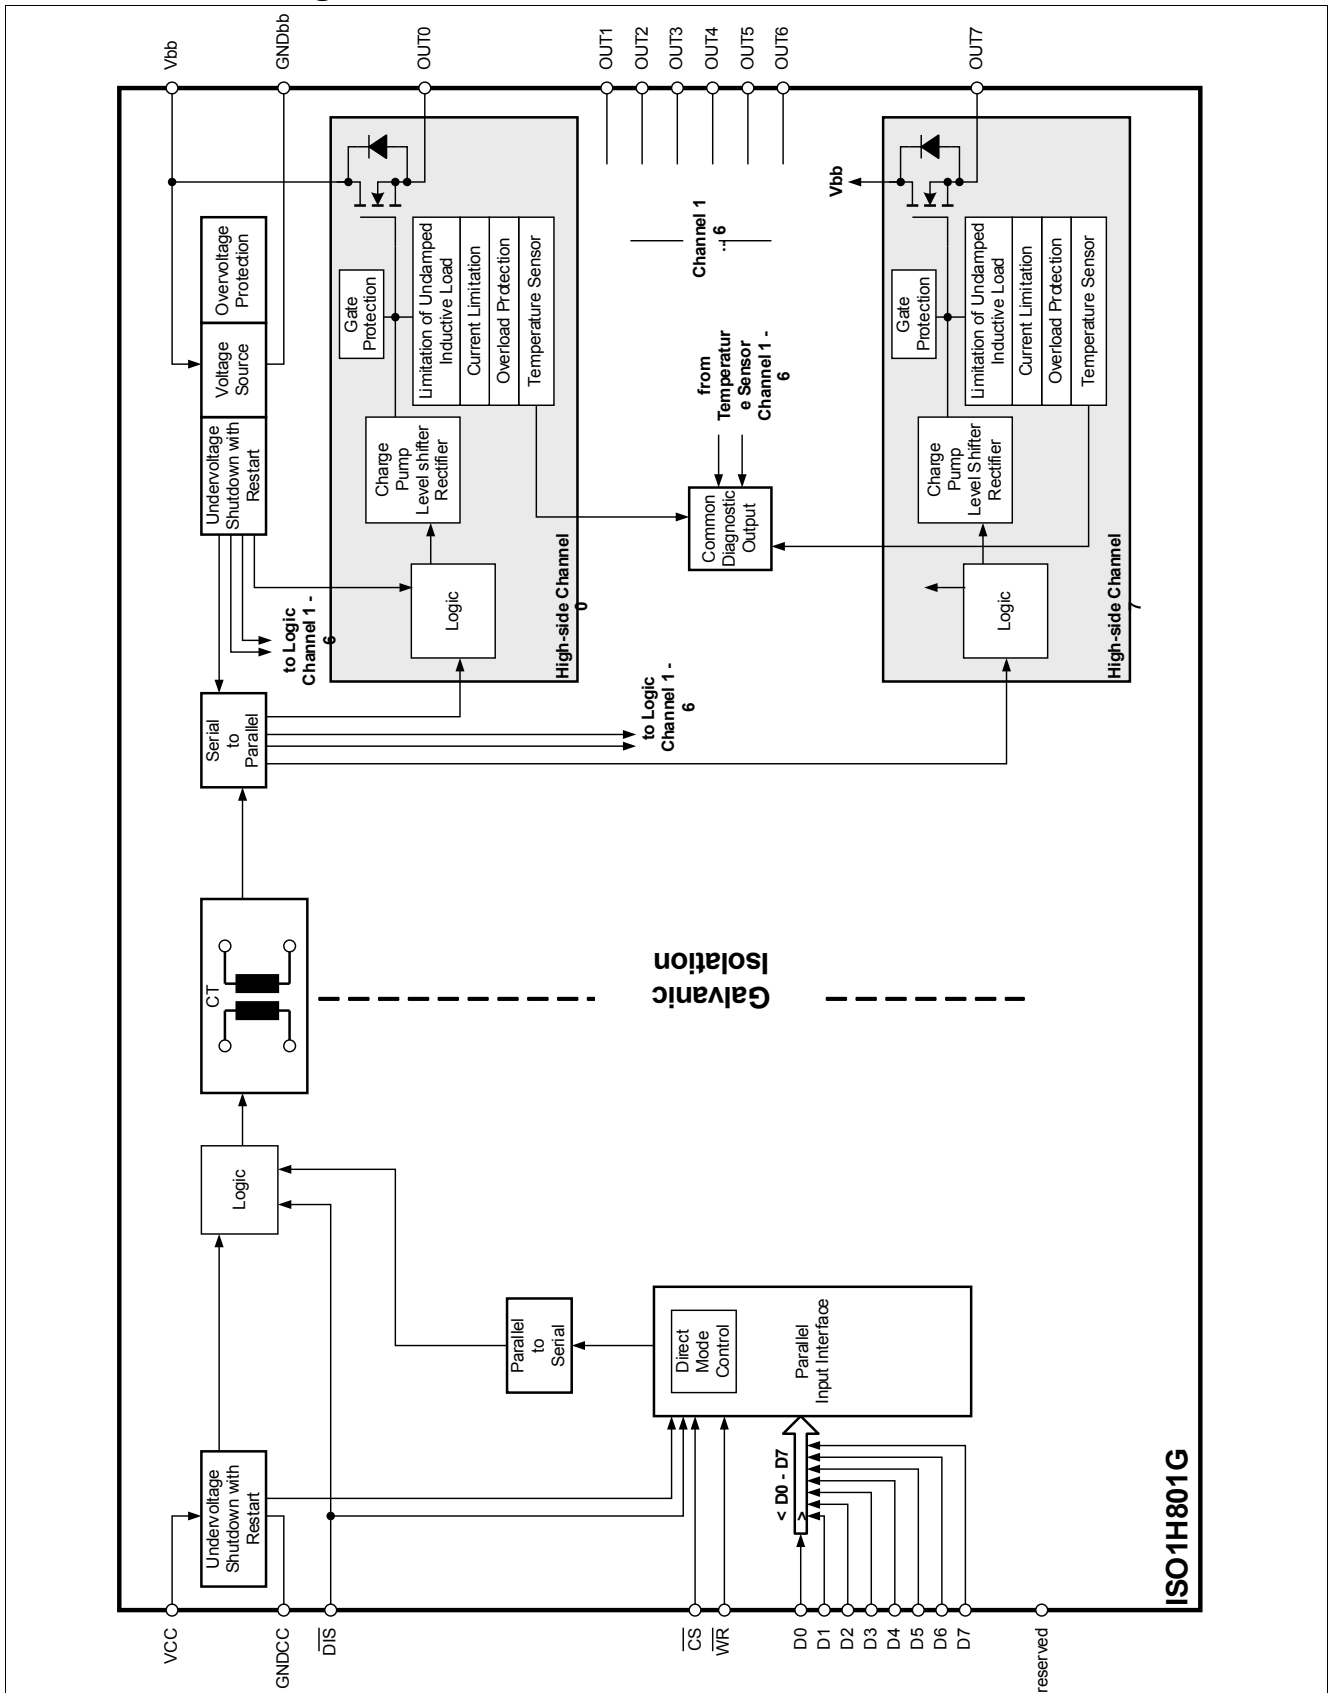 VCC
GNDCC
DIS
CS
WR
D0
D1
D2
D3
D4
D5
D6
D7
reserved
Undervoltage
Shutdown with
Restart
< D0 - D7
>
Direct
Mode
Control
Parallel
Input Interface
Parallel
to
Serial
Logic
CT
Galvanic
Isolation
Serial
to
Parallel
to Logic
Channel 1 -
6
to Logic
Channel 1 -
6
Undervoltage
Shutdown with
Restart
Voltage
Source
Overvoltage
Protection
Logic
Charge
Pump
Level shifter
Rectifier
Gate
Protection
Limitation of Undamped
Inductive Load
Current Limitation
Overload Protection
Temperature Sensor
High-side Channel
0
Common
Diagnostic
Output
from
Temperatur
e Sensor
Channel 1 -
6
Channel 1
.. 6
Logic
Charge
Pump
Level Shifter
Rectifier
Gate
Protection
Limitation of Undamped
Inductive Load
Current Limitation
Overload Protection
Temperature Sensor
High-side Channel
7
Vbb
Vbb
GNDbb
OUT0
OUT1
OUT2
OUT3
OUT4
OUT5
OUT6
OUT7
ISO1H801G